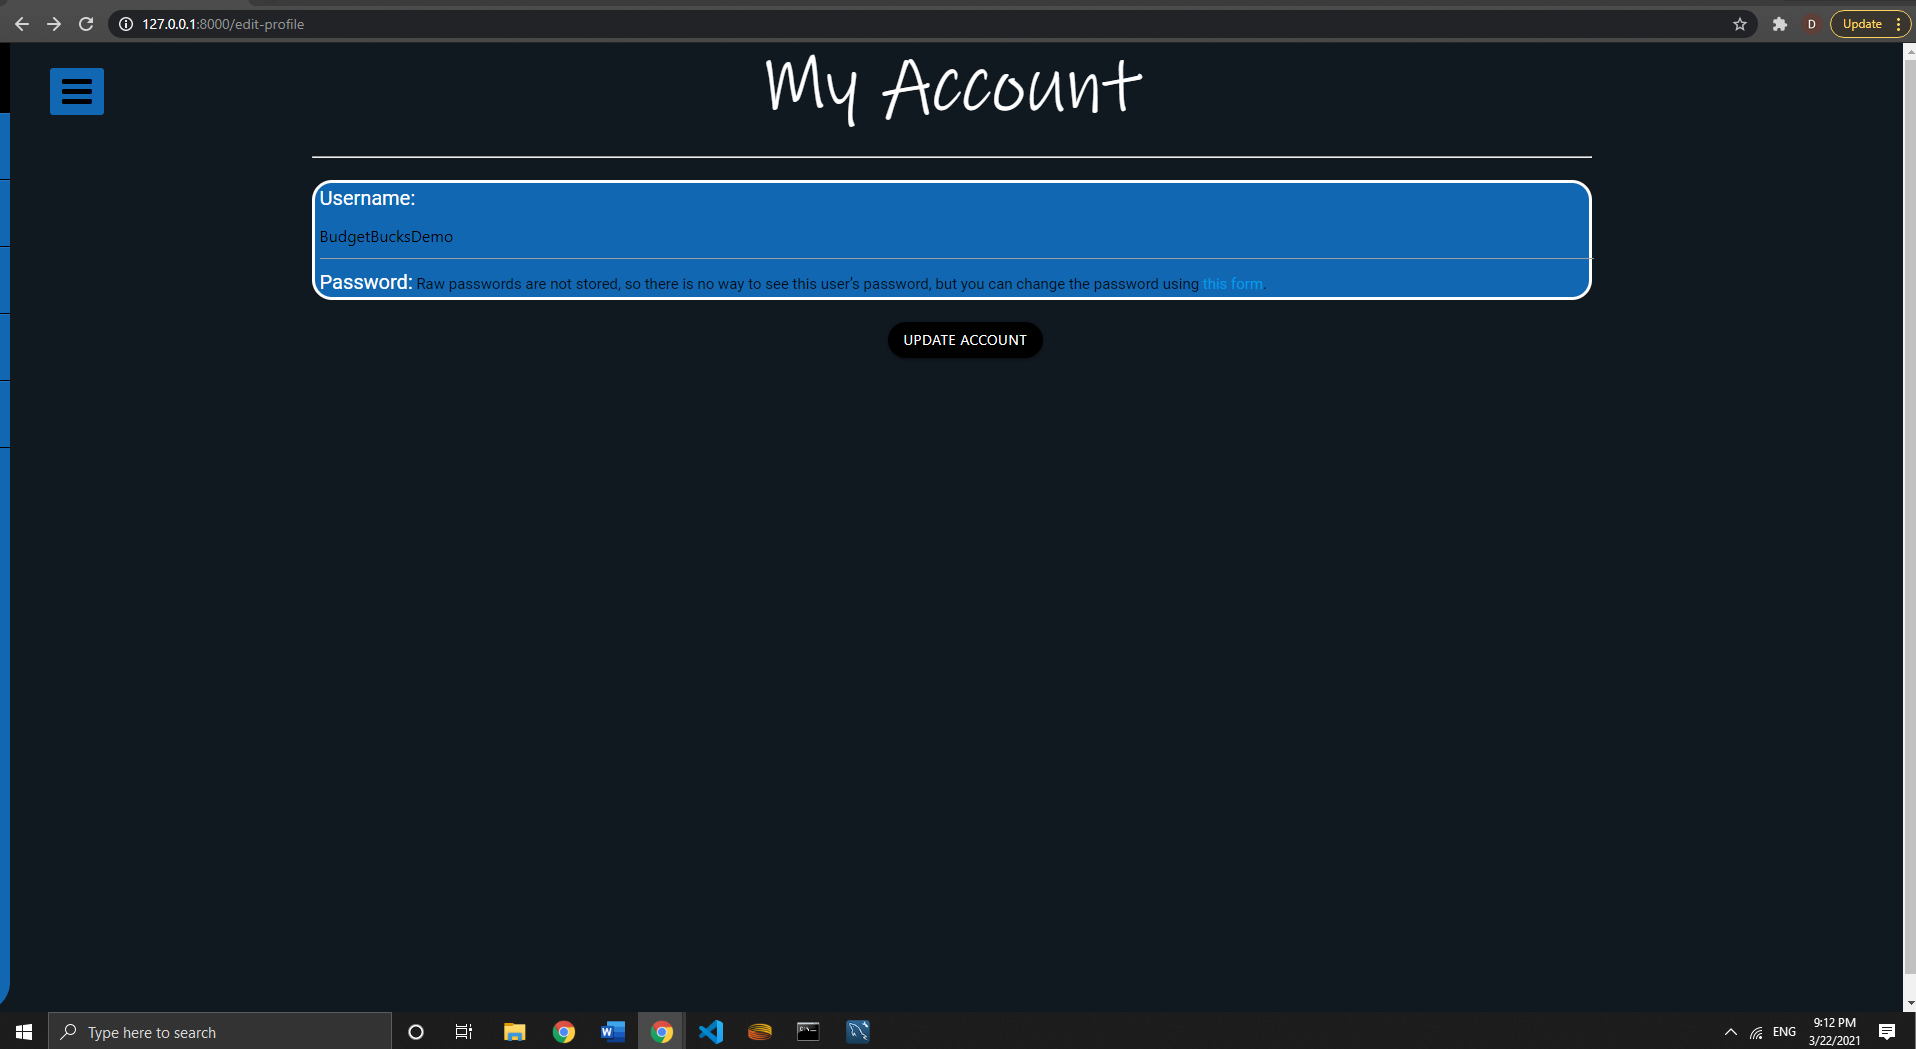 127.0.0.1:8000/edit-profile
D
Update
My Account
Username:
BudgetBucksDemo
Password: Raw passwords are not stored, so there is no way to see this user’s password, but you can change the password using this form.
UPDATE ACCOUNT
Type here to search
ENG
9:12 PM
3/22/2021